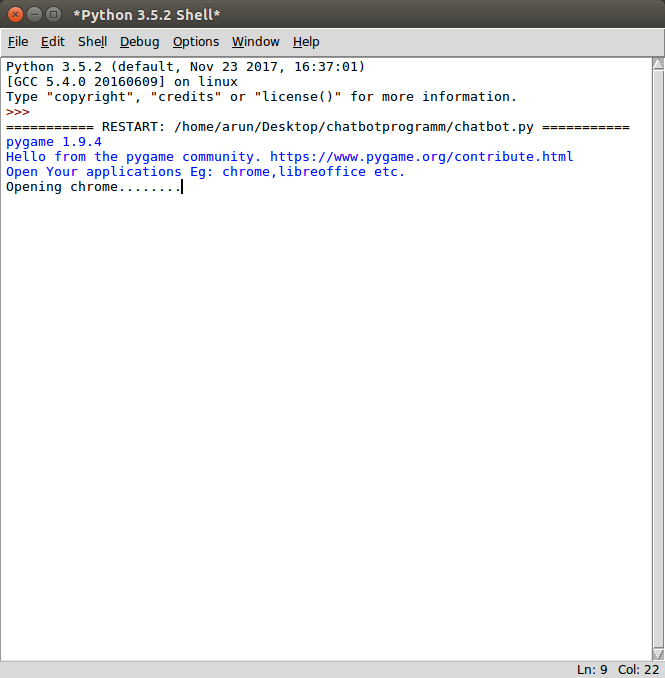 *Python 3.5.2 Shell*
File Edit Shell Debug Options Window Help
Python 3.5.2 (default, Nov 23 2017, 16:37:01)
[GCC 5.4.0 20160609] on linux
Type "copyright", "credits" or "license()" for more information.
>>>
=========== RESTART: /home/arun/Desktop/chatbotprogramm/chatbot.py ===========
pygame 1.9.4
Hello from the pygame community. https://www.pygame.org/contribute.html
Open Your applications Eg: chrome,libreoffice etc.
Opening chrome........
Ln: 9 Col: 22